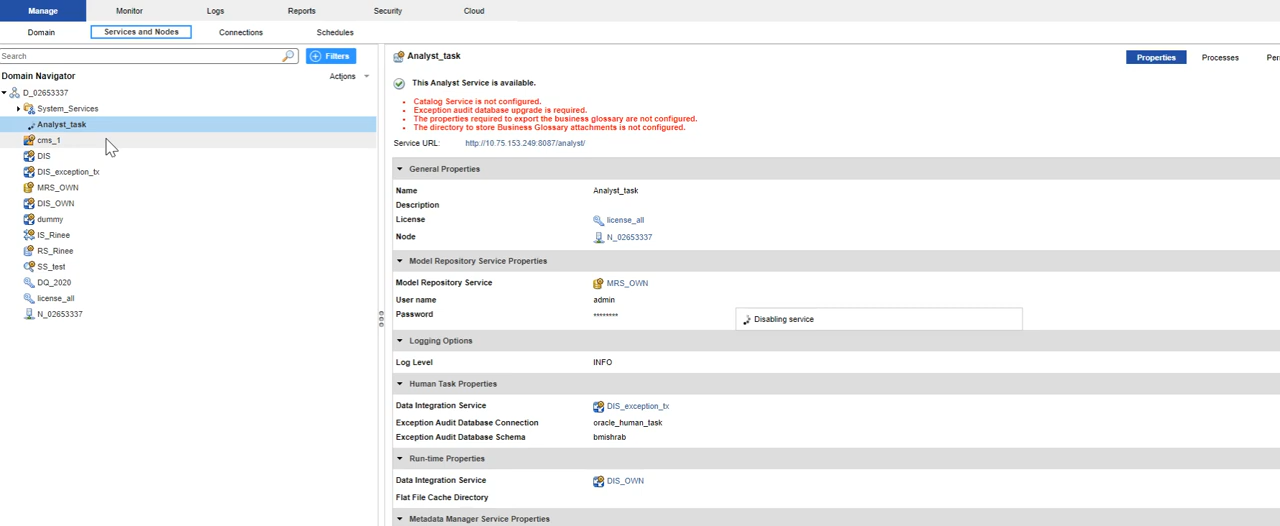 Manage Monitor Logs Reports Security Cloud
Domain Services and Nodes Connections Schedules
Search Filters
Domain Navigator Actions
D_02653337
System_Services
Analyst_task
cms_1
DIS
DIS_exception_tx
MRS_OWN
DIS_OWN
dummy
IS_Rinee
RS_Rinee
SS_test
DQ_2020
license_all
N_02653337
Analyst_task Properties Processes
This Analyst Service is available.
Catalog Service is not configured.
Exception audit database upgrade is required.
The properties required to export the business glossary are not configured.
The directory to store Business Glossary attachments is not configured.
Service URL: http://10.75.153.249:8087/analyst/
General Properties
Name Analyst_task
Description
License license_all
Node N_02653337
Model Repository Service Properties
Model Repository Service MRS_OWN
User name admin
Password ********
Disabling service
Logging Options
Log Level INFO
Human Task Properties
Data Integration Service DIS_exception_tx
Exception Audit Database Connection oracle_human_task
Exception Audit Database Schema bmishrab
Run-time Properties
Data Integration Service DIS_OWN
Flat File Cache Directory
Metadata Manager Service Properties